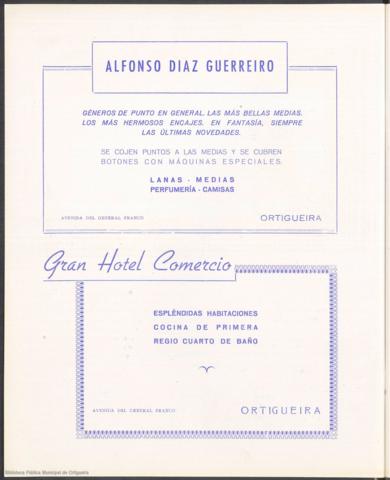 ALFONSO DIAZ GUERREIRO
GÉNEROS DE PUNTO EN GENERAL. LAS MÁS BELLAS MEDIAS.
LOS MÁS HERMOSOS ENCAJES. EN FANTASÍA, SIEMPRE
LAS ÚLTIMAS NOVEDADES.
SE COJEN PUNTOS A LAS MEDIAS Y SE CUBREN
BOTONES CON MÁQUINAS ESPECIALES.
LANAS - MEDIAS
PERFUMERÍA - CAMISAS
AVENIDA DEL GENERAL FRANCO ORTIGUEIRA
Gran Hotel Comercio
ESPLÉNDIDAS HABITACIONES
COCINA DE PRIMERA
REGIO CUARTO DE BAÑO
AVENIDA DEL GENERAL FRANCO ORTIGUEIRA
Biblioteca Pública Municipal de Ortigueira